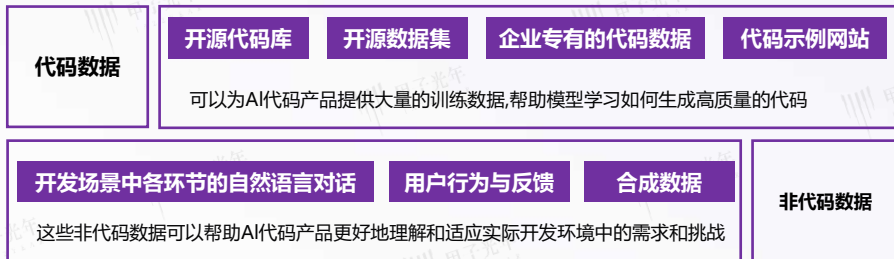 代码数据
开源代码库 开源数据集 企业专有的代码数据 代码示例网站
可以为AI代码产品提供大量的训练数据,帮助模型学习如何生成高质量的代码
开发场景中各环节的自然语言对话 用户行为与反馈 合成数据
这些非代码数据可以帮助AI代码产品更好地理解和适应实际开发环境中的需求和挑战
非代码数据
甲子光年